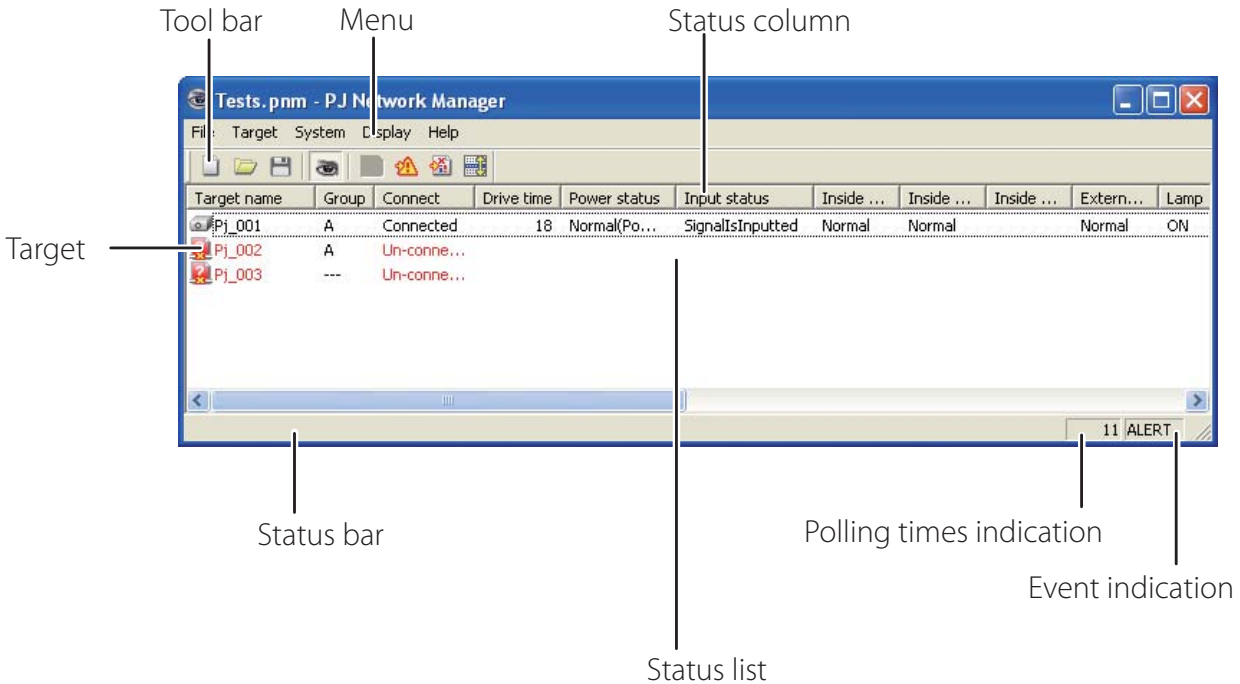 Tool bar Menu Status column
Tests.pnm - PJ Network Manager
File Target System Display Help
Target name Group Connect Drive time Power status Input status Inside ... Inside ... Inside ... Extern... Lamp
Pj_001 A Connected 18 Normal(Po... SignalIsInputted Normal Normal Normal ON
Target
Pj_002 A Un-conne...
Pj_003 --- Un-conne...
11 ALERT
Status bar Polling times indication
Event indication
Status list